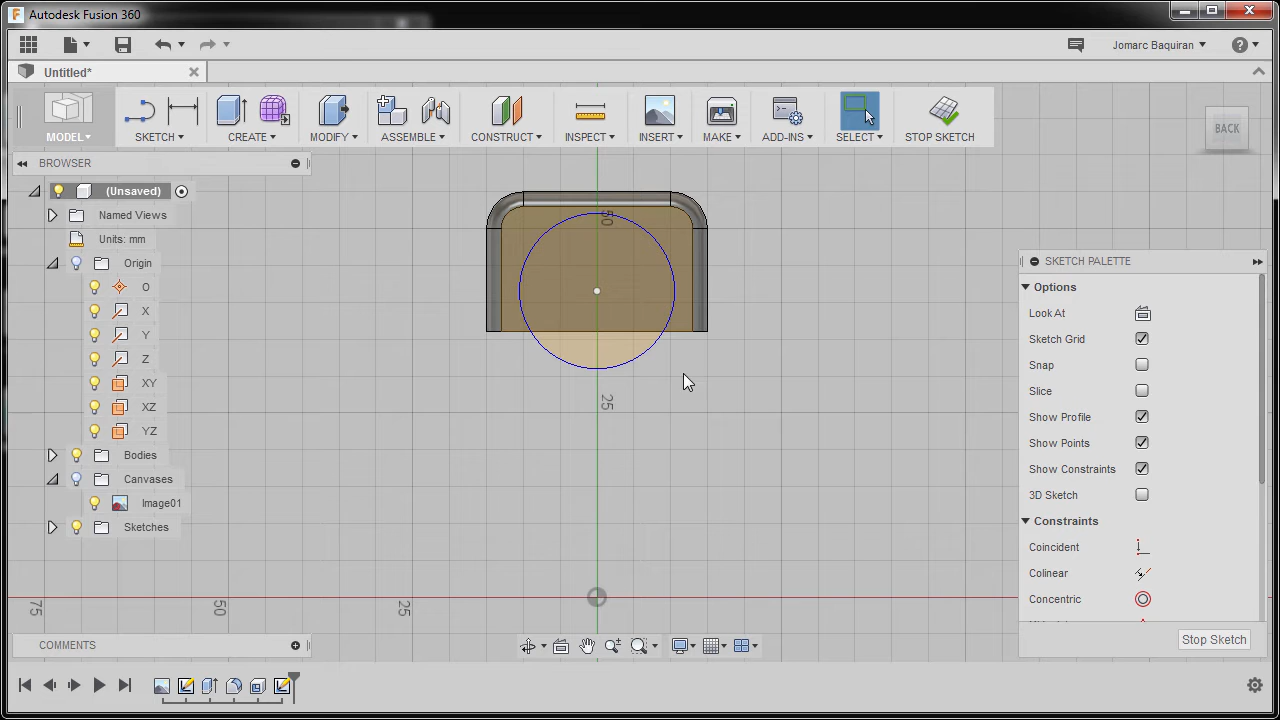 Autodesk Fusion 360
Jomarc Baquiran
Untitled*
MODEL
SKETCH
CREATE
MODIFY
ASSEMBLE
CONSTRUCT
INSPECT
INSERT
MAKE
ADD-INS
SELECT
STOP SKETCH
BACK
BROWSER
(Unsaved)
Named Views
Units: mm
Origin
O
X
Y
Z
XY
XZ
YZ
Bodies
Canvases
Image01
Sketches
50
25
75
50
25
SKETCH PALETTE
Options
Look At
Sketch Grid
Snap
Slice
Show Profile
Show Points
Show Constraints
3D Sketch
Constraints
Coincident
Colinear
Concentric
Stop Sketch
COMMENTS